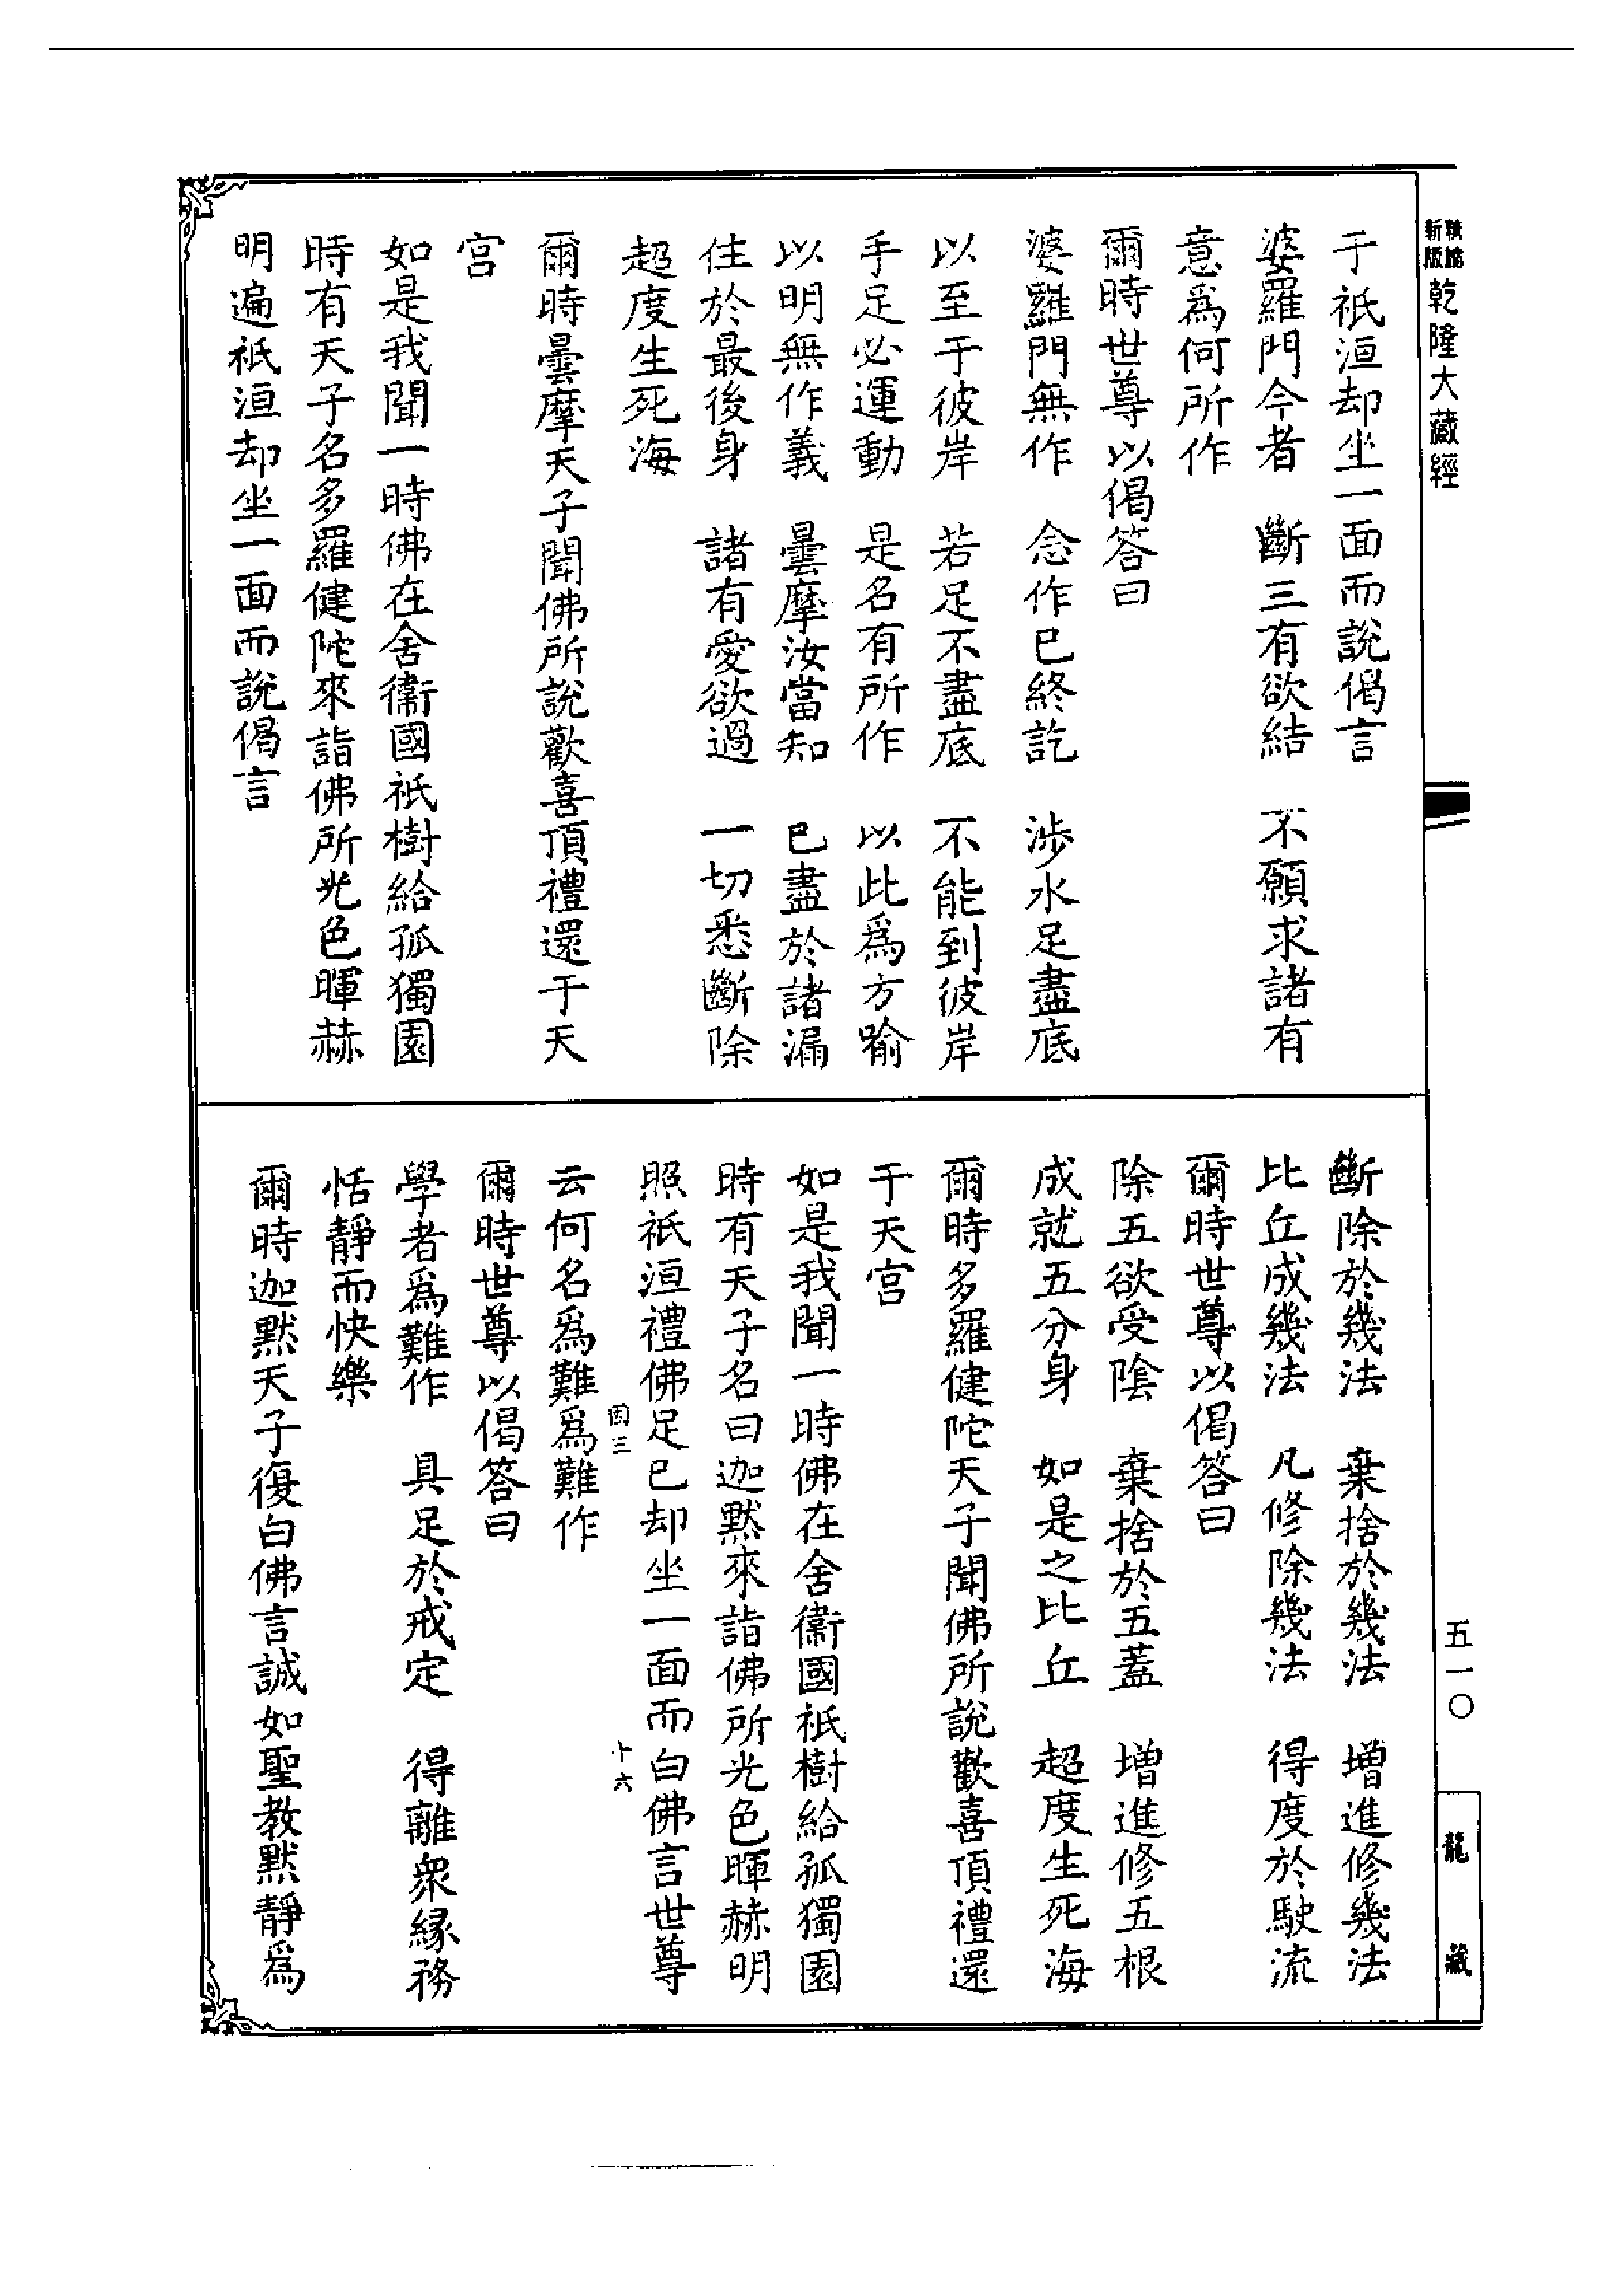 新版
乾隆大藏經
于祇洹却坐一面而說偈言
婆羅門今者　斷三有欲結　不願求諸有
意爲何所作
爾時世尊以偈答曰
婆羅門無作　念作已終訖　渉水足盡底
以至于彼岸　若足不盡底　不能到彼岸
手足必運動　是名有所作　以此爲方喻
以明無作義　曇摩汝當知　已盡於諸漏
住於最後身　諸有愛欲過　一切悉斷除
超度生死海
爾時曇摩天子聞佛所說歡喜頂禮還于天
宮
如是我聞一時佛在舍衞國祇樹給孤獨園
時有天子名多羅健陀來詣佛所光色暉赫
明遍祇洹却坐一面而說偈言
斷除於幾法　棄捨於幾法　增進修幾法
比丘成幾法　凡修除幾法　得度於駛流
爾時世尊以偈答曰
除五欲受陰　棄捨於五蓋　增進修五根
成就五分身　如是之比丘　超度生死海
爾時多羅健陀天子聞佛所說歡喜頂禮還
于天宮
如是我聞一時佛在舍衞國祇樹給孤獨園
時有天子名曰迦默來詣佛所光色暉赫明
照祇洹禮佛足已却坐一面而白佛言世尊
十六
云何名爲難爲難作
爾時世尊以偈答曰
學者爲難作　具足於戒定　得離衆緣務
恬靜而快樂
爾時迦默天子復白佛言誠如聖教默靜爲
五一〇
龍藏